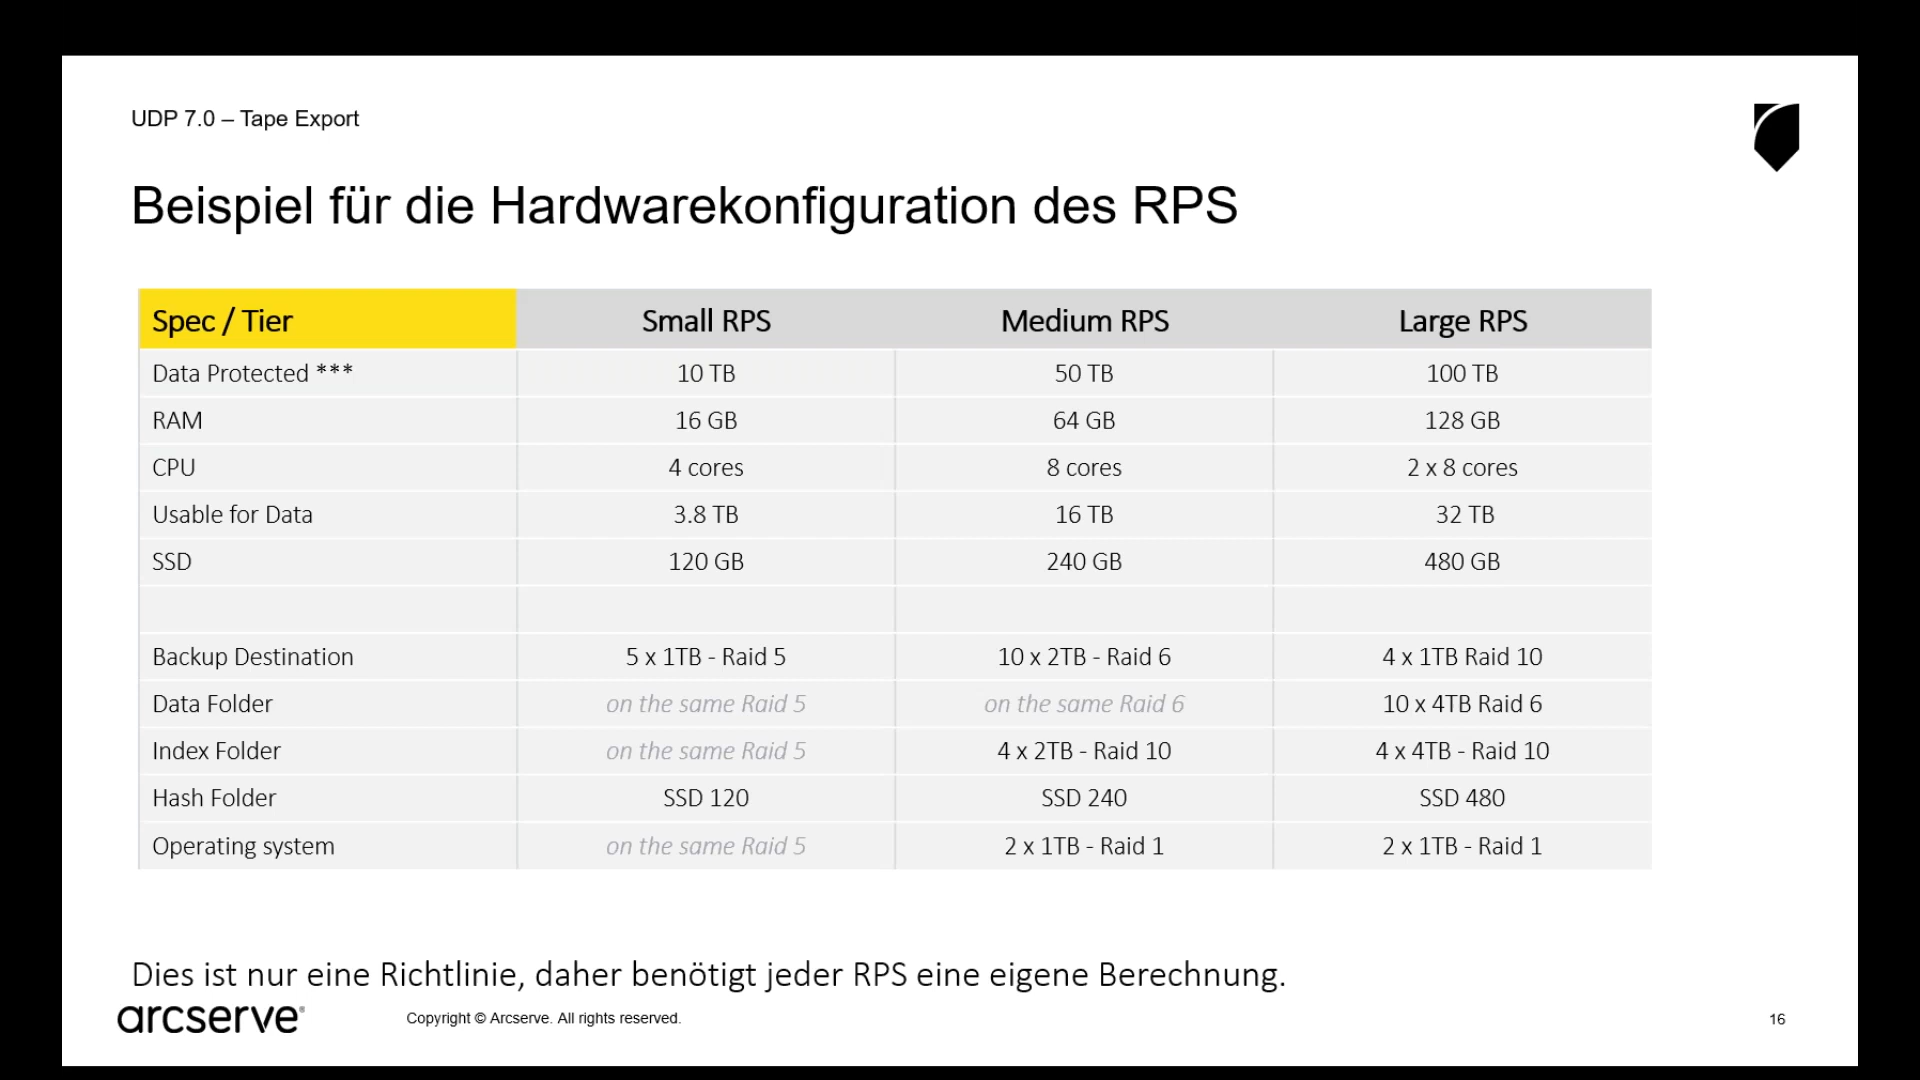 UDP 7.0 – Tape Export
Beispiel für die Hardwarekonfiguration des RPS
Spec / Tier Small RPS Medium RPS Large RPS
Data Protected *** 10 TB 50 TB 100 TB
RAM 16 GB 64 GB 128 GB
CPU 4 cores 8 cores 2 x 8 cores
Usable for Data 3.8 TB 16 TB 32 TB
SSD 120 GB 240 GB 480 GB
Backup Destination 5 x 1TB - Raid 5 10 x 2TB - Raid 6 4 x 1TB Raid 10
Data Folder on the same Raid 5 on the same Raid 6 10 x 4TB Raid 6
Index Folder on the same Raid 5 4 x 2TB - Raid 10 4 x 4TB - Raid 10
Hash Folder SSD 120 SSD 240 SSD 480
Operating system on the same Raid 5 2 x 1TB - Raid 1 2 x 1TB - Raid 1
Dies ist nur eine Richtlinie, daher benötigt jeder RPS eine eigene Berechnung.
arcserve® Copyright © Arcserve. All rights reserved. 16